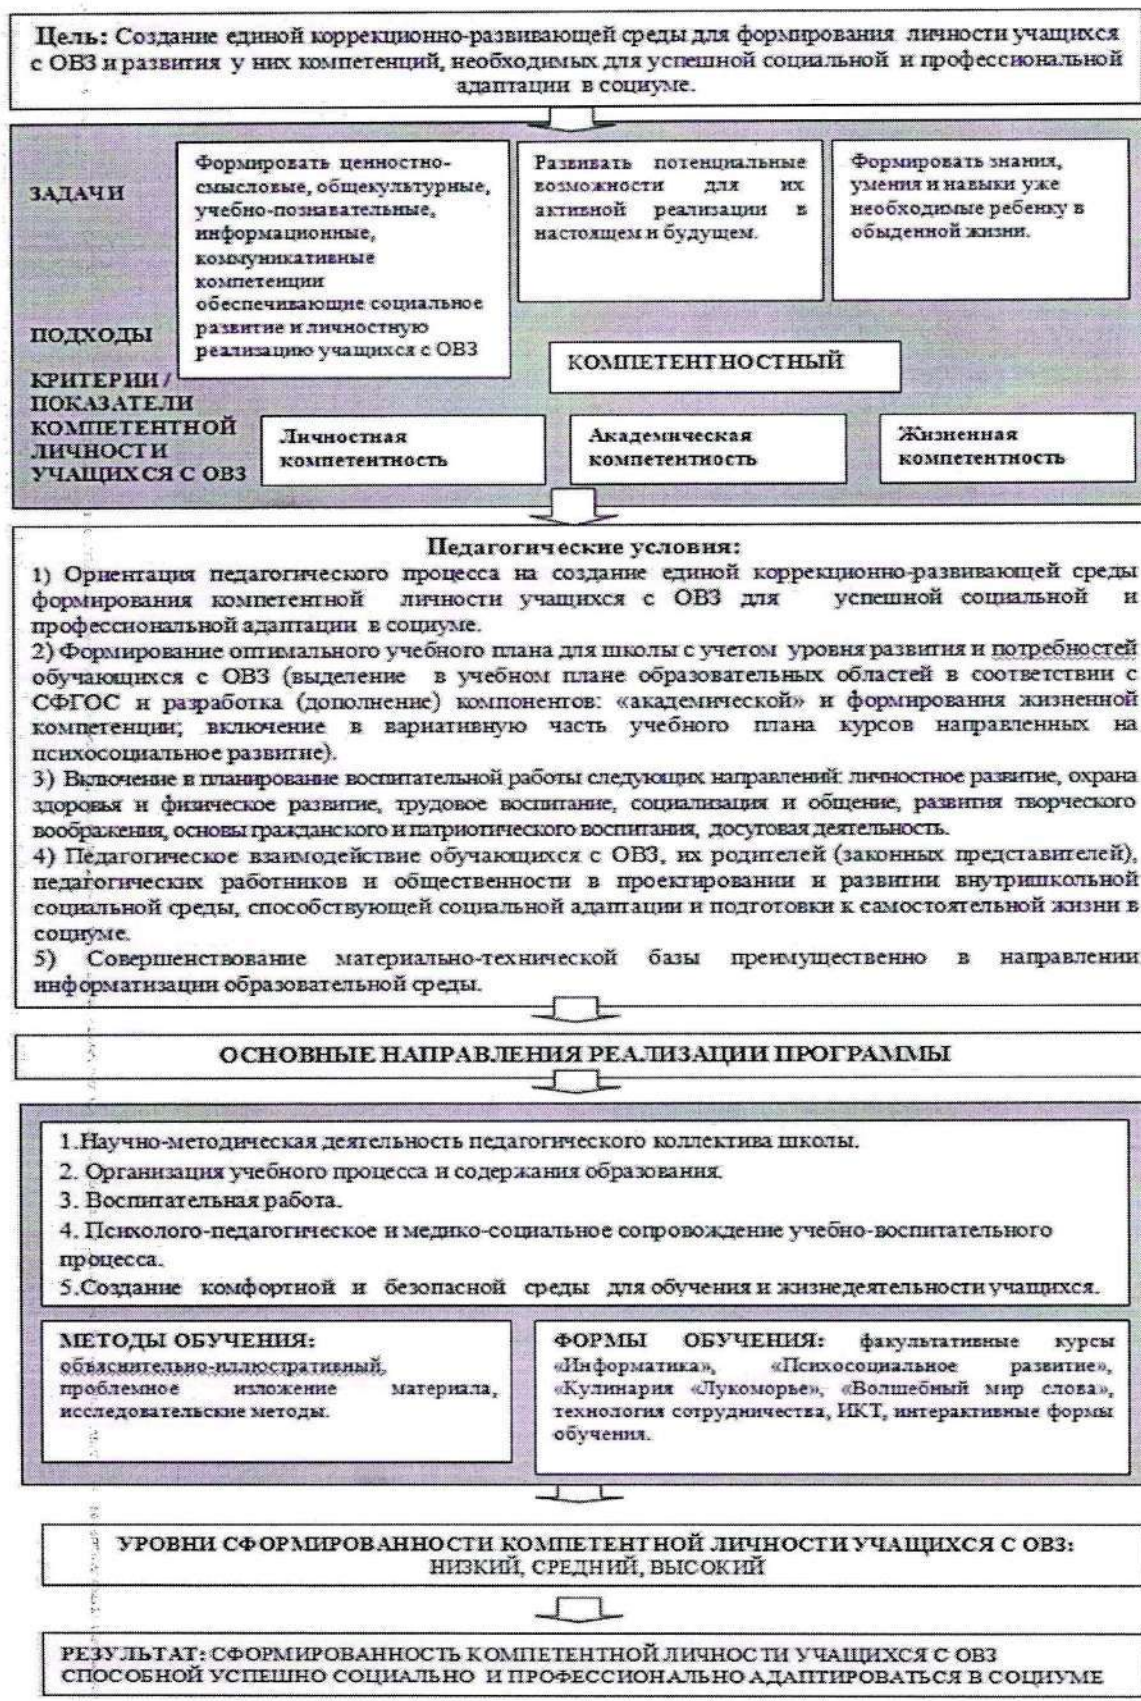 Цель: Создание единой коррекционно-развивающей среды для формирования личности учащихся
с ОВЗ и развития у них компетенций, необходимых для успешной социальной и профессиональной
адаптации в социуме.
ЗАДАЧИ
Формировать ценностно-
смысловые, общекультурные,
учебно-познавательные,
информационные,
коммуникативные
компетенции
обеспечивающие социальное
развитие и личностную
реализацию учащихся с ОВЗ
Развивать потенциальные
возможности для их
активной реализации в
настоящем и будущем.
Формировать знания,
умения и навыки уже
необходимые ребенку в
обыденной жизни.
ПОДХОДЫ
КОМПЕТЕНТНОСТНЫЙ
КРИТЕРИИ /
ПОКАЗАТЕЛИ
КОМПЕТЕНТНОЙ
ЛИЧНОСТИ
УЧАЩИХСЯ С ОВЗ
Личностная
компетентность
Академическая
компетентность
Жизненная
компетентность
Педагогические условия:
1) Ориентация педагогического процесса на создание единой коррекционно-развивающей среды
формирования компетентной личности учащихся с ОВЗ для успешной социальной и
профессиональной адаптации в социуме.
2) Формирование оптимального учебного плана для школы с учетом уровня развития и потребностей
обучающихся с ОВЗ (выделение в учебном плане образовательных областей в соответствии с
СФГОС и разработка (дополнение) компонентов: «академической» и формирования жизненной
компетенции; включение в вариативную часть учебного плана курсов направленных на
психосоциальное развитие).
3) Включение в планирование воспитательной работы следующих направлений: личностное развитие, охрана
здоровья и физическое развитие, трудовое воспитание, социализация и общение, развития творческого
воображения, основы гражданского и патриотического воспитания, досуговая деятельность.
4) Педагогическое взаимодействие обучающихся с ОВЗ, их родителей (законных представителей),
педагогических работников и общественности в проектировании и развитии внутришкольной
социальной среды, способствующей социальной адаптации и подготовки к самостоятельной жизни в
социуме.
5) Совершенствование материально-технической базы преимущественно в направлении
информатизации образовательной среды.
ОСНОВНЫЕ НАПРАВЛЕНИЯ РЕАЛИЗАЦИИ ПРОГРАММЫ
1.Научно-методическая деятельность педагогического коллектива школы.
2. Организация учебного процесса и содержания образования.
3. Воспитательная работа.
4. Психолого-педагогическое и медико-социальное сопровождение учебно-воспитательного
процесса.
5.Создание комфортной и безопасной среды для обучения и жизнедеятельности учащихся.
МЕТОДЫ ОБУЧЕНИЯ:
объяснительно-иллюстративный,
проблемное изложение материала,
исследовательские методы.
ФОРМЫ ОБУЧЕНИЯ: факультативные курсы
«Информатика», «Психосоциальное развитие»,
«Кулинария «Лукоморье», «Волшебный мир слова»,
технология сотрудничества, ИКТ, интерактивные формы
обучения.
УРОВНИ СФОРМИРОВАННОСТИ КОМПЕТЕНТНОЙ ЛИЧНОСТИ УЧАЩИХСЯ С ОВЗ:
НИЗКИЙ, СРЕДНИЙ, ВЫСОКИЙ
РЕЗУЛЬТАТ: СФОРМИРОВАННОСТЬ КОМПЕТЕНТНОЙ ЛИЧНОСТИ УЧАЩИХСЯ С ОВЗ
СПОСОБНОЙ УСПЕШНО СОЦИАЛЬНО И ПРОФЕССИОНАЛЬНО АДАПТИРОВАТЬСЯ В СОЦИУМЕ